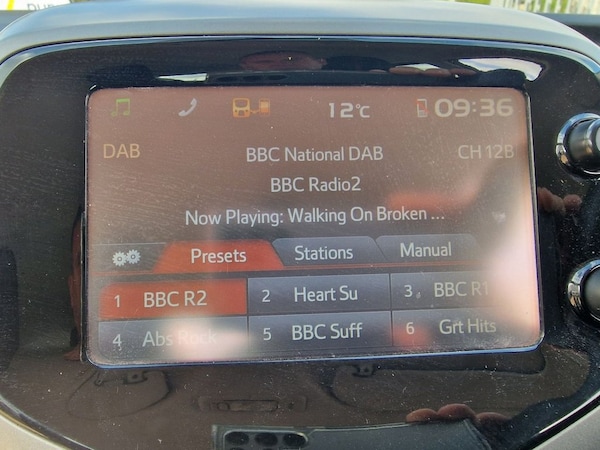 12°C 09:36
DAB BBC National DAB CH 12B
BBC Radio2
Now Playing: Walking On Broken ...
Presets Stations Manual
1 BBC R2 2 Heart Su 3 BBC R1
4 Abs Rock 5 BBC Suff 6 Grt Hits